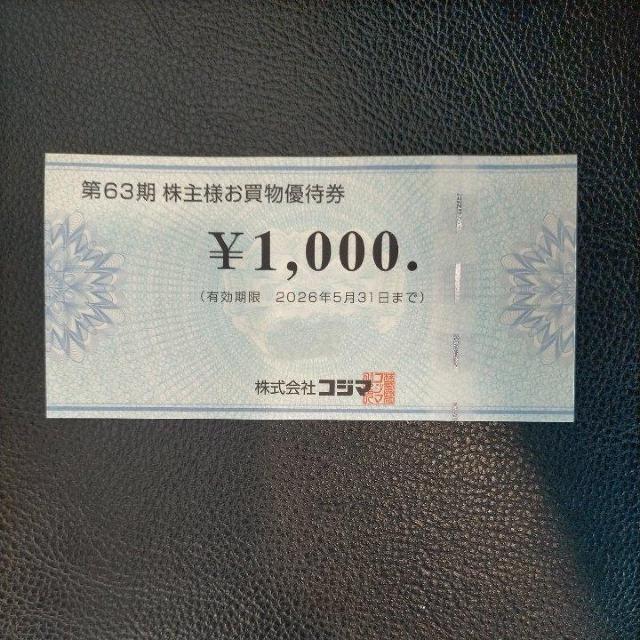 第63期 株主様お買物優待券
¥1,000.
(有効期限 2026年5月31日まで)
株式会社コジマ